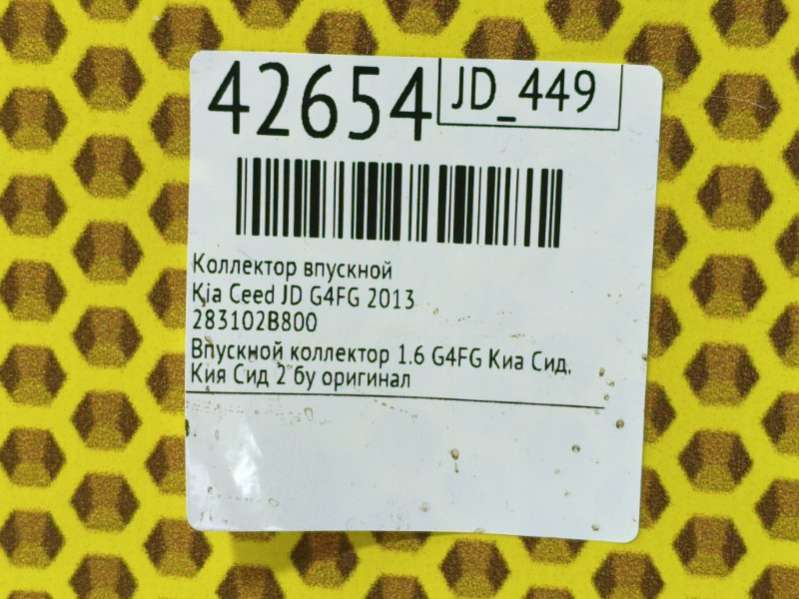 42654
JD_449
Коллектор впускной
Kia Ceed JD G4FG 2013
283102B800
Впускной коллектор 1.6 G4FG Киа Сид,
Кия Сид 2 бу оригинал